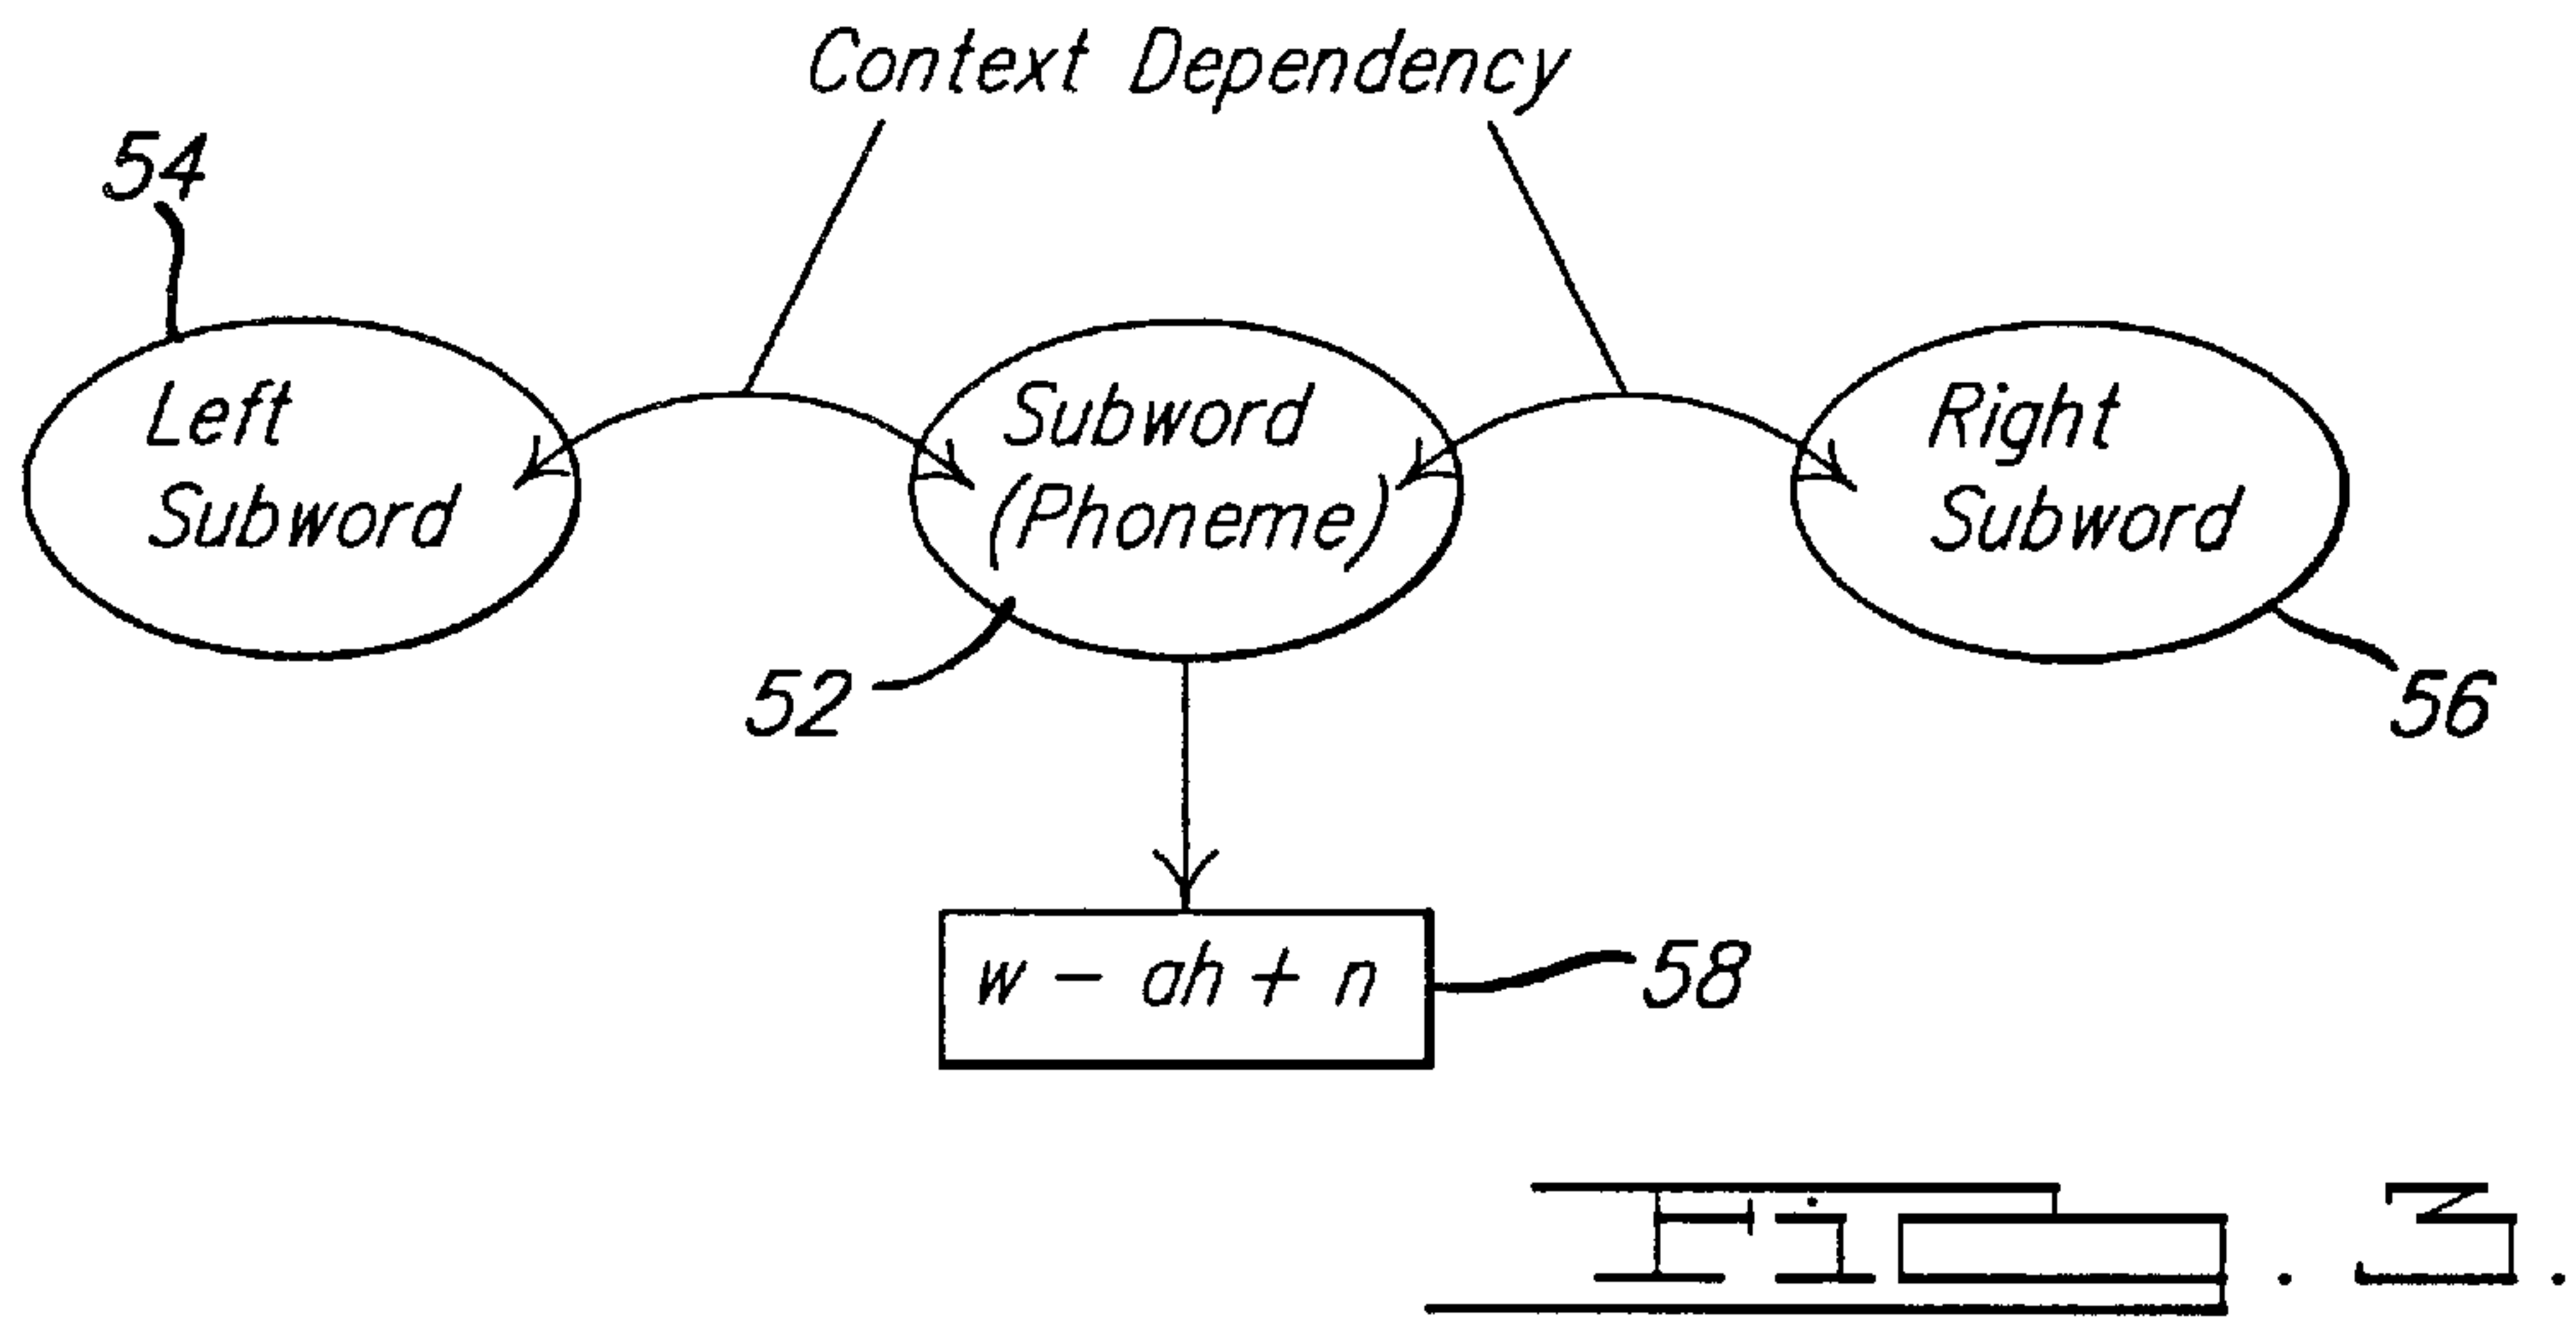 Context Dependency
54
Left
Subword
Subword
(Phoneme)
Right
Subword
52
56
w - ah + n
58
Fig. 3.